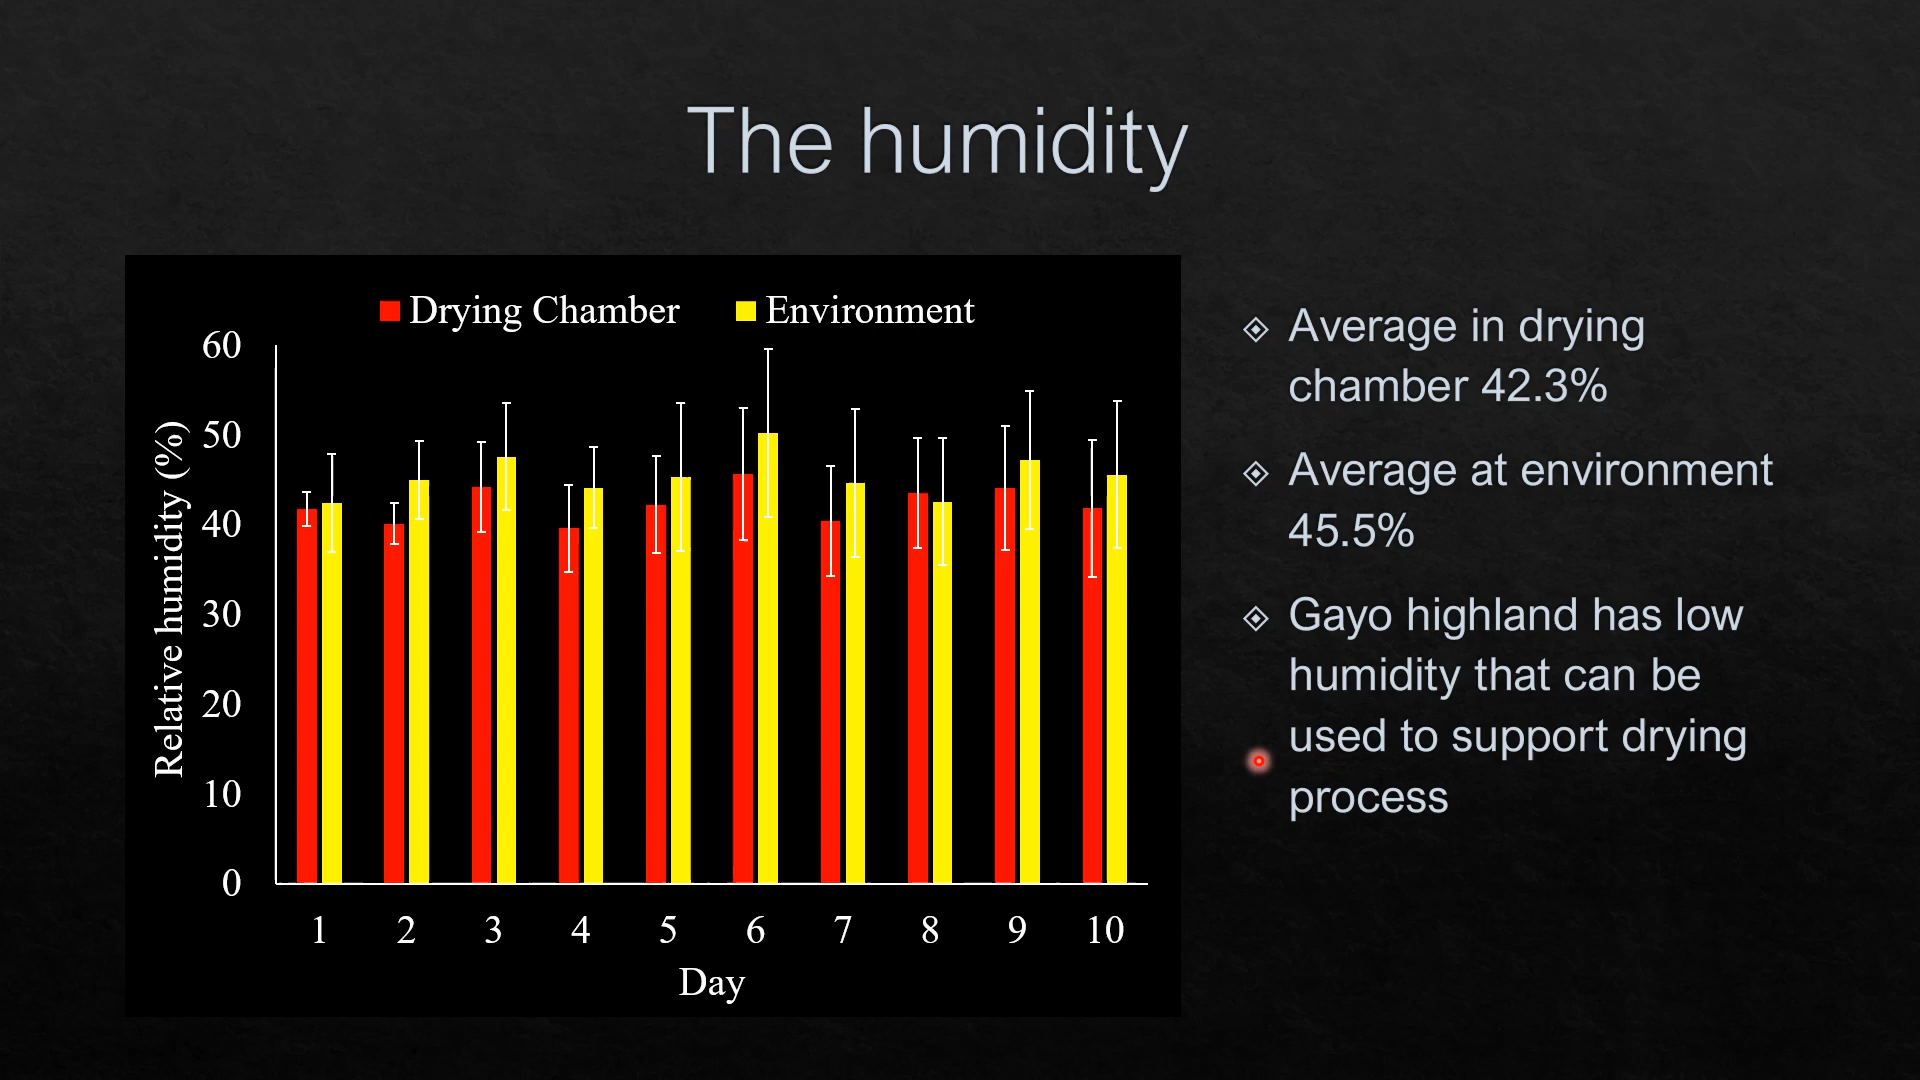 The humidity
Drying Chamber
Environment
60
50
40
30
20
10
0
Relative humidity (%)
1 2 3 4 5 6 7 8 9 10
Day
Average in drying
chamber 42.3%
Average at environment
45.5%
Gayo highland has low
humidity that can be
used to support drying
process